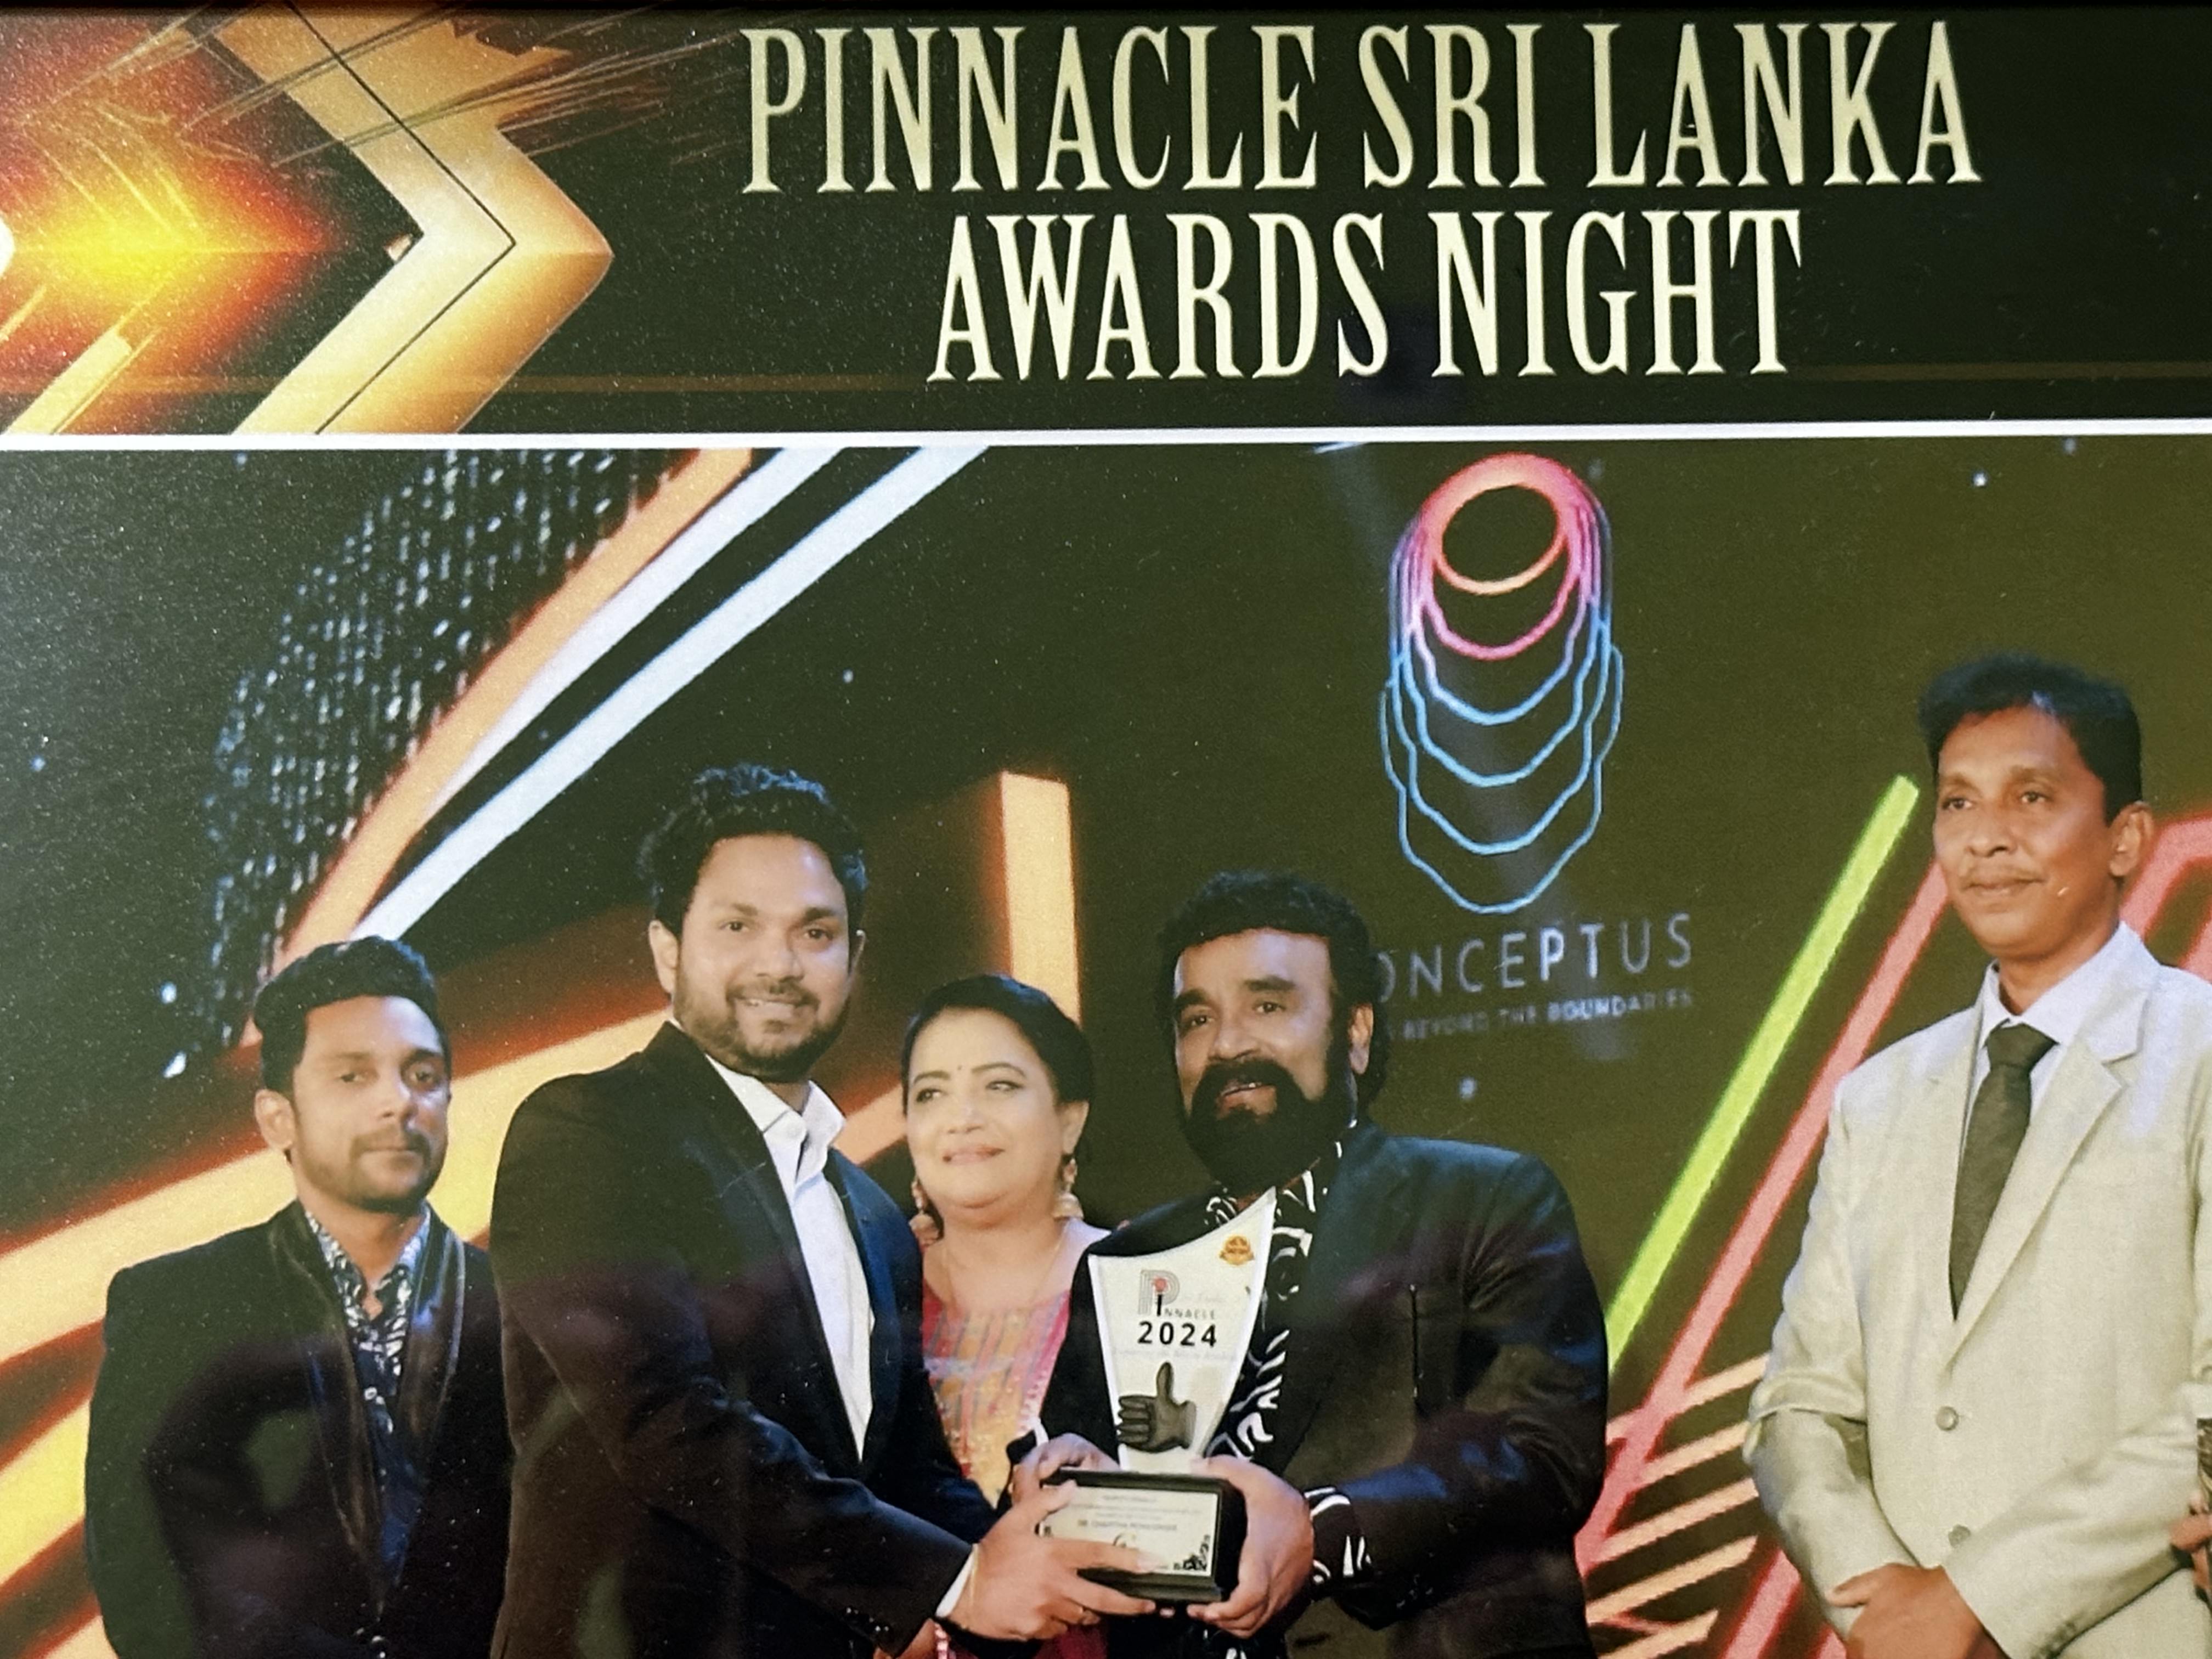 PINNACLE SRI LANKA
AWARDS NIGHT
ONCEPTUS
BEYOND THE BOUNDARIES
PINNACLE
2024